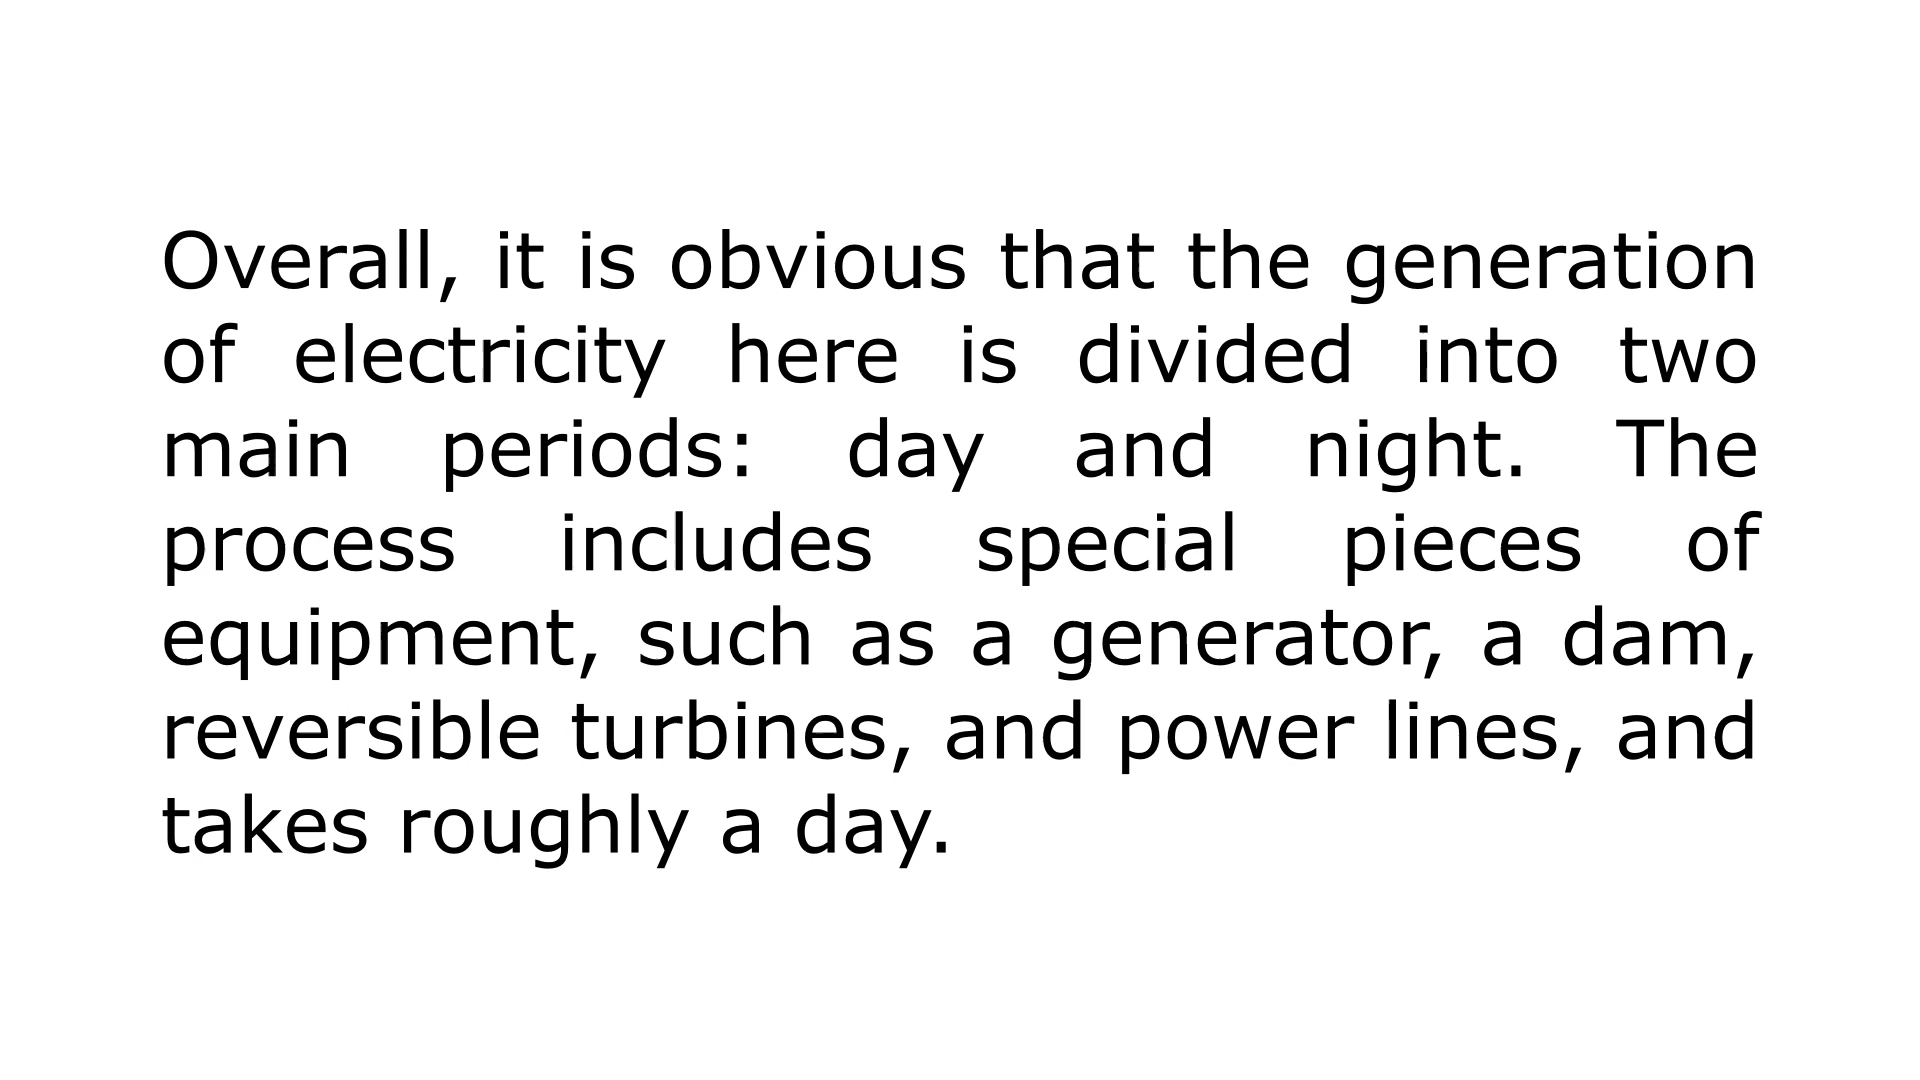 Overall, it is obvious that the generation
of electricity here is divided into two
main periods: day and night. The
process includes special pieces of
equipment, such as a generator, a dam,
reversible turbines, and power lines, and
takes roughly a day.